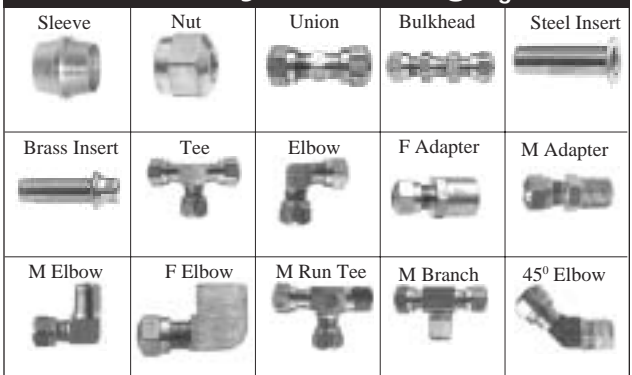 Sleeve
Nut
Union
Bulkhead
Steel Insert
Brass Insert
Tee
Elbow
F Adapter
M Adapter
M Elbow
F Elbow
M Run Tee
M Branch
45⁰ Elbow